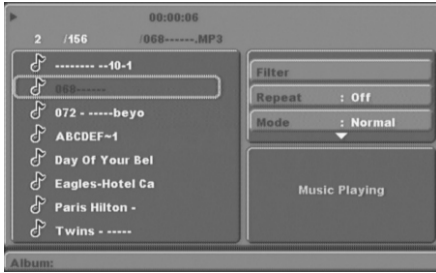 00:00:06
2 /156 /068------.MP3
-------- --10-1
068------
072 - -----beyo
ABCDEF~1
Day Of Your Bel
Eagles-Hotel Ca
Paris Hilton -
Twins - -----
Filter
Repeat : Off
Mode : Normal
Music Playing
Album: